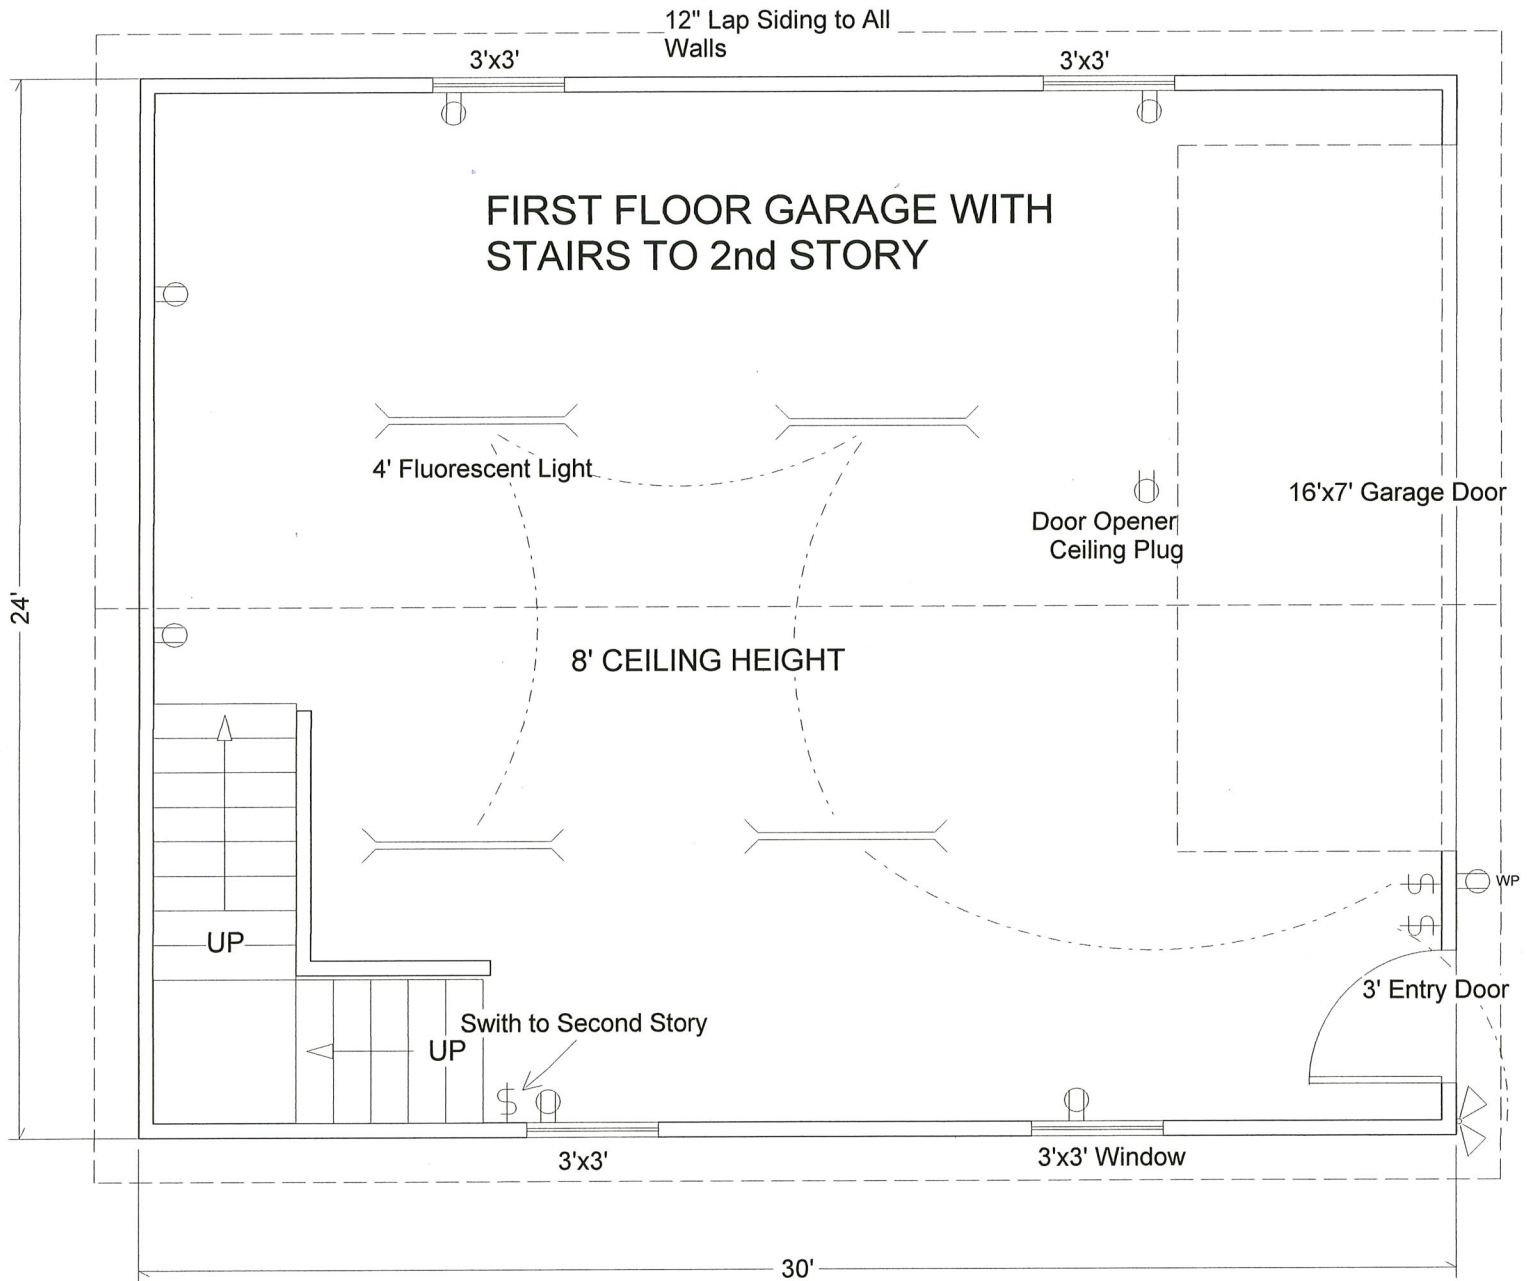 12" Lap Siding to All
Walls
3'x3'
3'x3'
FIRST FLOOR GARAGE WITH
STAIRS TO 2nd STORY
4' Fluorescent Light
16'x7' Garage Door
Door Opener
Ceiling Plug
24'
8' CEILING HEIGHT
$
WP
$
UP
3' Entry Door
Swith to Second Story
UP
$
3'x3'
3'x3' Window
30'